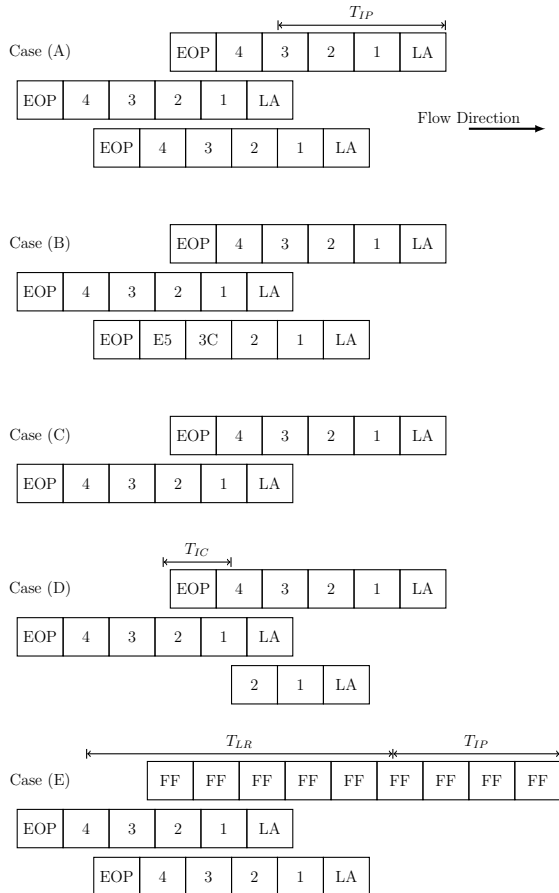 T_IP
Case (A)
EOP 4 3 2 1 LA
EOP 4 3 2 1 LA
Flow Direction
EOP 4 3 2 1 LA
Case (B)
EOP 4 3 2 1 LA
EOP 4 3 2 1 LA
EOP E5 3C 2 1 LA
Case (C)
EOP 4 3 2 1 LA
EOP 4 3 2 1 LA
T_IC
Case (D)
EOP 4 3 2 1 LA
EOP 4 3 2 1 LA
2 1 LA
T_LR T_IP
Case (E)
FF FF FF FF FF FF FF FF FF
EOP 4 3 2 1 LA
EOP 4 3 2 1 LA